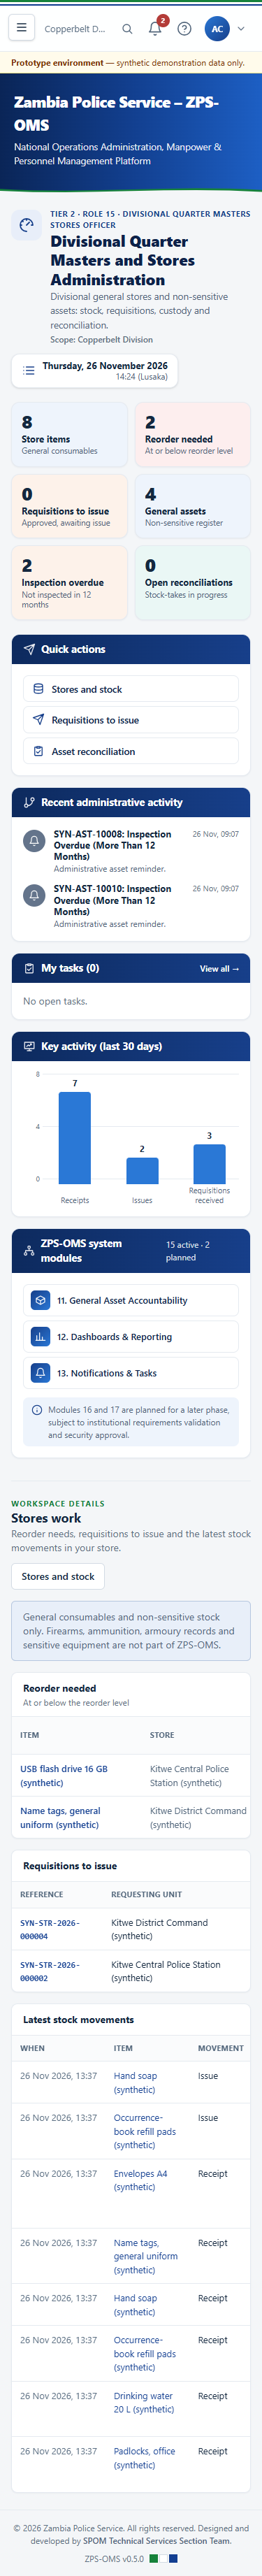 Copperbelt D...
2
AC
Prototype environment — synthetic demonstration data only.
Zambia Police Service – ZPS-
OMS
National Operations Administration, Manpower &
Personnel Management Platform
TIER 2 · ROLE 15 · DIVISIONAL QUARTER MASTERS
STORES OFFICER
Divisional Quarter
Masters and Stores
Administration
Divisional general stores and non-sensitive
assets: stock, requisitions, custody and
reconciliation.
Scope: Copperbelt Division
Thursday, 26 November 2026
14:24 (Lusaka)
8
Store items
General consumables
2
Reorder needed
At or below reorder level
0
Requisitions to issue
Approved, awaiting issue
4
General assets
Non-sensitive register
2
Inspection overdue
Not inspected in 12
months
0
Open reconciliations
Stock-takes in progress
Quick actions
Stores and stock
Requisitions to issue
Asset reconciliation
Recent administrative activity
SYN-AST-10008: Inspection
Overdue (More Than 12
Months)
26 Nov, 09:07
Administrative asset reminder.
SYN-AST-10010: Inspection
Overdue (More Than 12
Months)
26 Nov, 09:07
Administrative asset reminder.
My tasks (0)
View all →
No open tasks.
Key activity (last 30 days)
8
4
0
7
2
3
Receipts
Issues
Requisitions
received
ZPS-OMS system
modules
15 active · 2
planned
11. General Asset Accountability
12. Dashboards & Reporting
13. Notifications & Tasks
Modules 16 and 17 are planned for a later phase,
subject to institutional requirements validation
and security approval.
WORKSPACE DETAILS
Stores work
Reorder needs, requisitions to issue and the latest stock
movements in your store.
Stores and stock
General consumables and non-sensitive stock
only. Firearms, ammunition, armoury records and
sensitive equipment are not part of ZPS-OMS.
Reorder needed
At or below the reorder level
ITEM STORE
USB flash drive 16 GB
(synthetic)
Kitwe Central Police
Station (synthetic)
Name tags, general
uniform (synthetic)
Kitwe District Command
(synthetic)
Requisitions to issue
REFERENCE REQUESTING UNIT
SYN-STR-2026-
000004
Kitwe District Command
(synthetic)
SYN-STR-2026-
000002
Kitwe Central Police Station
(synthetic)
Latest stock movements
WHEN ITEM MOVEMENT
26 Nov 2026, 13:37 Hand soap Issue
(synthetic)
26 Nov 2026, 13:37 Occurrence- Issue
book refill pads
(synthetic)
26 Nov 2026, 13:37 Envelopes A4 Receipt
(synthetic)
26 Nov 2026, 13:37 Name tags, Receipt
general uniform
(synthetic)
26 Nov 2026, 13:37 Hand soap Receipt
(synthetic)
26 Nov 2026, 13:37 Occurrence- Receipt
book refill pads
(synthetic)
26 Nov 2026, 13:37 Drinking water Receipt
20 L (synthetic)
26 Nov 2026, 13:37 Padlocks, office Receipt
(synthetic)
© 2026 Zambia Police Service. All rights reserved. Designed and
developed by SPOM Technical Services Section Team.
ZPS-OMS v0.5.0